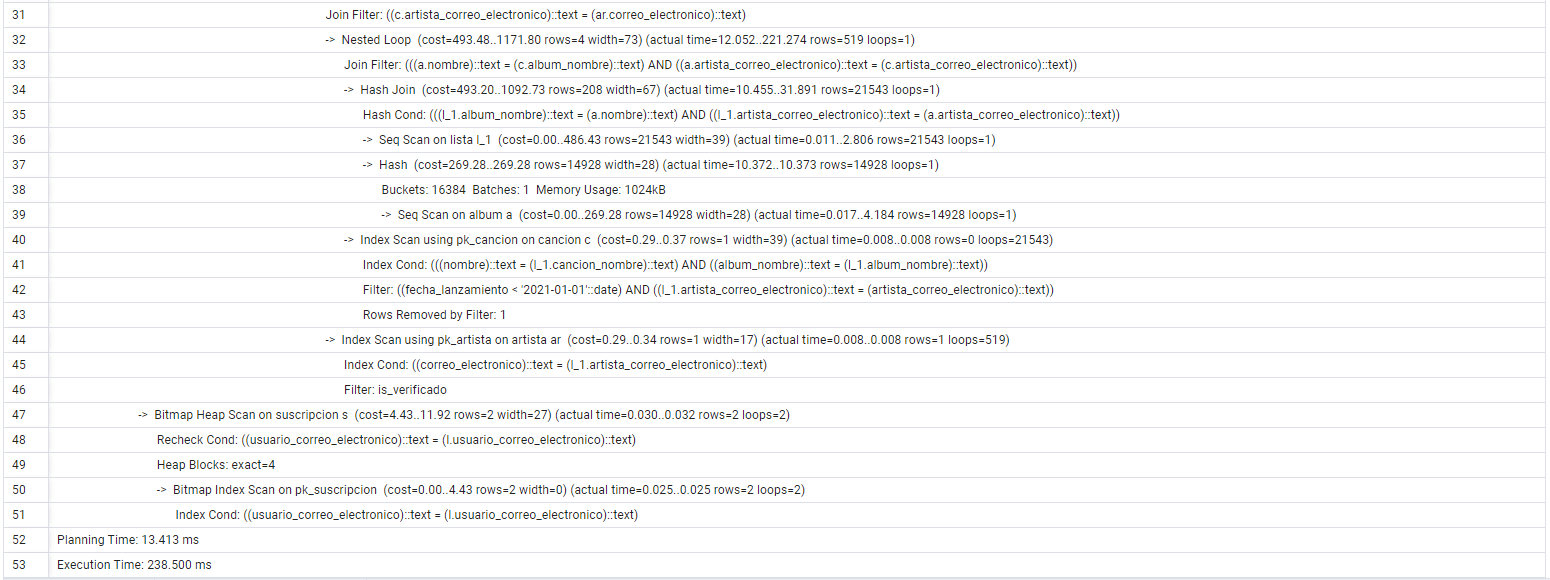 31 Join Filter: ((c.artista_correo_electronico)::text = (ar.correo_electronico)::text)
32 -> Nested Loop (cost=493.48..1171.80 rows=4 width=73) (actual time=12.052..221.274 rows=519 loops=1)
33 Join Filter: (((a.nombre)::text = (c.album_nombre)::text) AND ((a.artista_correo_electronico)::text = (c.artista_correo_electronico)::text))
34 -> Hash Join (cost=493.20..1092.73 rows=208 width=67) (actual time=10.455..31.891 rows=21543 loops=1)
35 Hash Cond: (((l_1.album_nombre)::text = (a.nombre)::text) AND ((l_1.artista_correo_electronico)::text = (a.artista_correo_electronico)::text))
36 -> Seq Scan on lista l_1 (cost=0.00..486.43 rows=21543 width=39) (actual time=0.011..2.806 rows=21543 loops=1)
37 -> Hash (cost=269.28..269.28 rows=14928 width=28) (actual time=10.372..10.373 rows=14928 loops=1)
38 Buckets: 16384 Batches: 1 Memory Usage: 1024kB
39 -> Seq Scan on album a (cost=0.00..269.28 rows=14928 width=28) (actual time=0.017..4.184 rows=14928 loops=1)
40 -> Index Scan using pk_cancion on cancion c (cost=0.29..0.37 rows=1 width=39) (actual time=0.008..0.008 rows=0 loops=21543)
41 Index Cond: (((nombre)::text = (l_1.cancion_nombre)::text) AND ((album_nombre)::text = (l_1.album_nombre)::text))
42 Filter: ((fecha_lanzamiento < '2021-01-01'::date) AND ((l_1.artista_correo_electronico)::text = (artista_correo_electronico)::text))
43 Rows Removed by Filter: 1
44 -> Index Scan using pk_artista on artista ar (cost=0.29..0.34 rows=1 width=17) (actual time=0.008..0.008 rows=1 loops=519)
45 Index Cond: ((correo_electronico)::text = (l_1.artista_correo_electronico)::text)
46 Filter: is_verificado
47 -> Bitmap Heap Scan on suscripcion s (cost=4.43..11.92 rows=2 width=27) (actual time=0.030..0.032 rows=2 loops=2)
48 Recheck Cond: ((usuario_correo_electronico)::text = (l.usuario_correo_electronico)::text)
49 Heap Blocks: exact=4
50 -> Bitmap Index Scan on pk_suscripcion (cost=0.00..4.43 rows=2 width=0) (actual time=0.025..0.025 rows=2 loops=2)
51 Index Cond: ((usuario_correo_electronico)::text = (l.usuario_correo_electronico)::text)
52 Planning Time: 13.413 ms
53 Execution Time: 238.500 ms